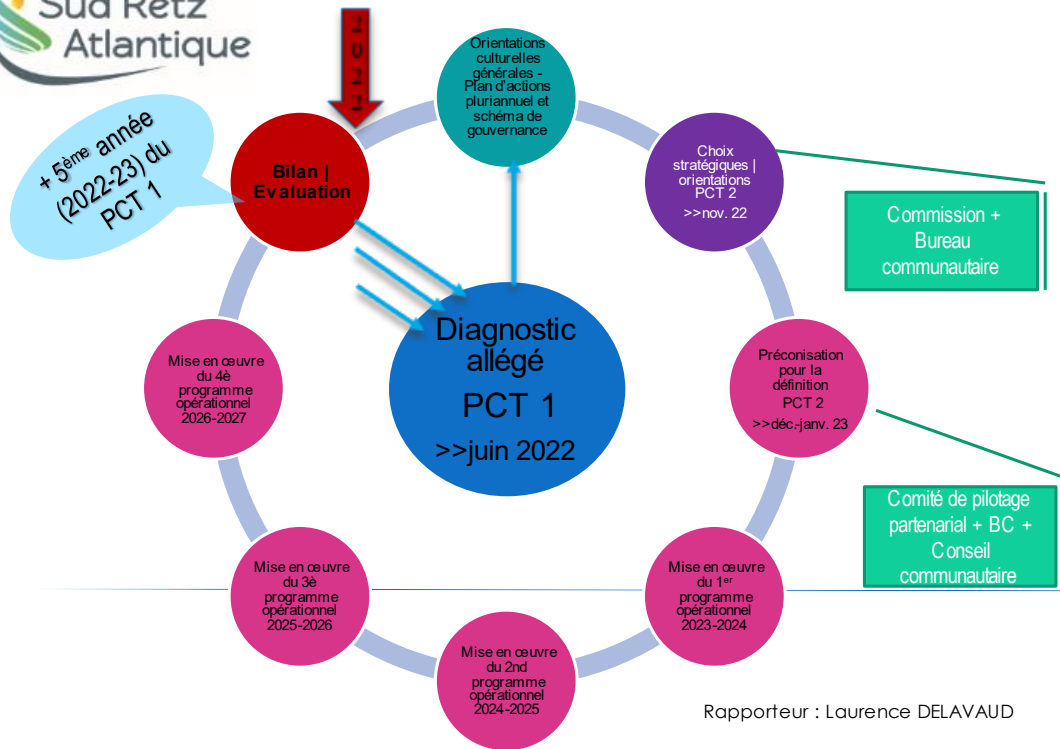 Sud Retz
Atlantique
2
0
2
2
+ 5ème année
(2022-23) du
PCT 1
Bilan |
Evaluation
Orientations
culturelles
générales -
Plan d'actions
pluriannuel et
schéma de
gouvernance
Choix
stratégiques |
orientations
PCT 2
>>nov. 22
Commission +
Bureau
communautaire
Diagnostic
allégé
PCT 1
>>juin 2022
Préconisation
pour la
définition
PCT 2
>>déc.-janv. 23
Comité de pilotage
partenarial + BC +
Conseil
communautaire
Mise en œuvre
du 1er
programme
opérationnel
2023-2024
Mise en œuvre
du 2nd
programme
opérationnel
2024-2025
Mise en œuvre
du 3è
programme
opérationnel
2025-2026
Mise en œuvre
du 4è
programme
opérationnel
2026-2027
Rapporteur : Laurence DELAVAUD